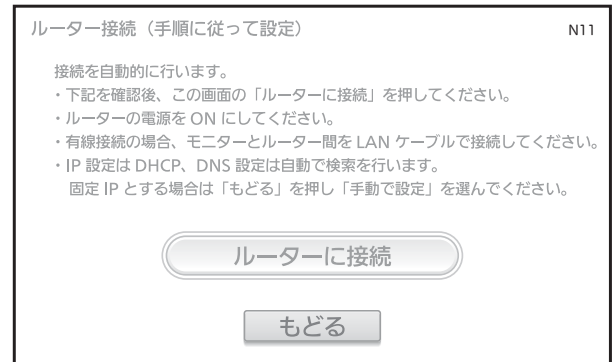 ルーター接続（手順に従って設定） N11
接続を自動的に行います。
・下記を確認後、この画面の「ルーターに接続」を押してください。
・ルーターの電源を ON にしてください。
・有線接続の場合、モニターとルーター間を LAN ケーブルで接続してください。
・IP 設定は DHCP、DNS 設定は自動で検索を行います。
固定 IP とする場合は「もどる」を押し「手動で設定」を選んでください。
ルーターに接続
もどる